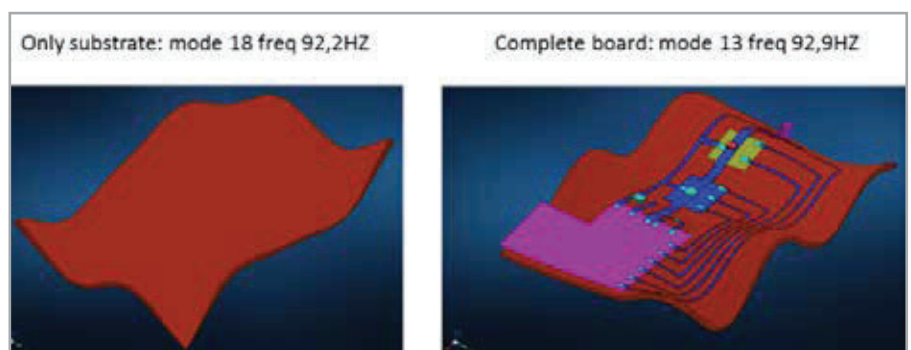 Only substrate: mode 18 freq 92,2HZ
Complete board: mode 13 freq 92,9HZ